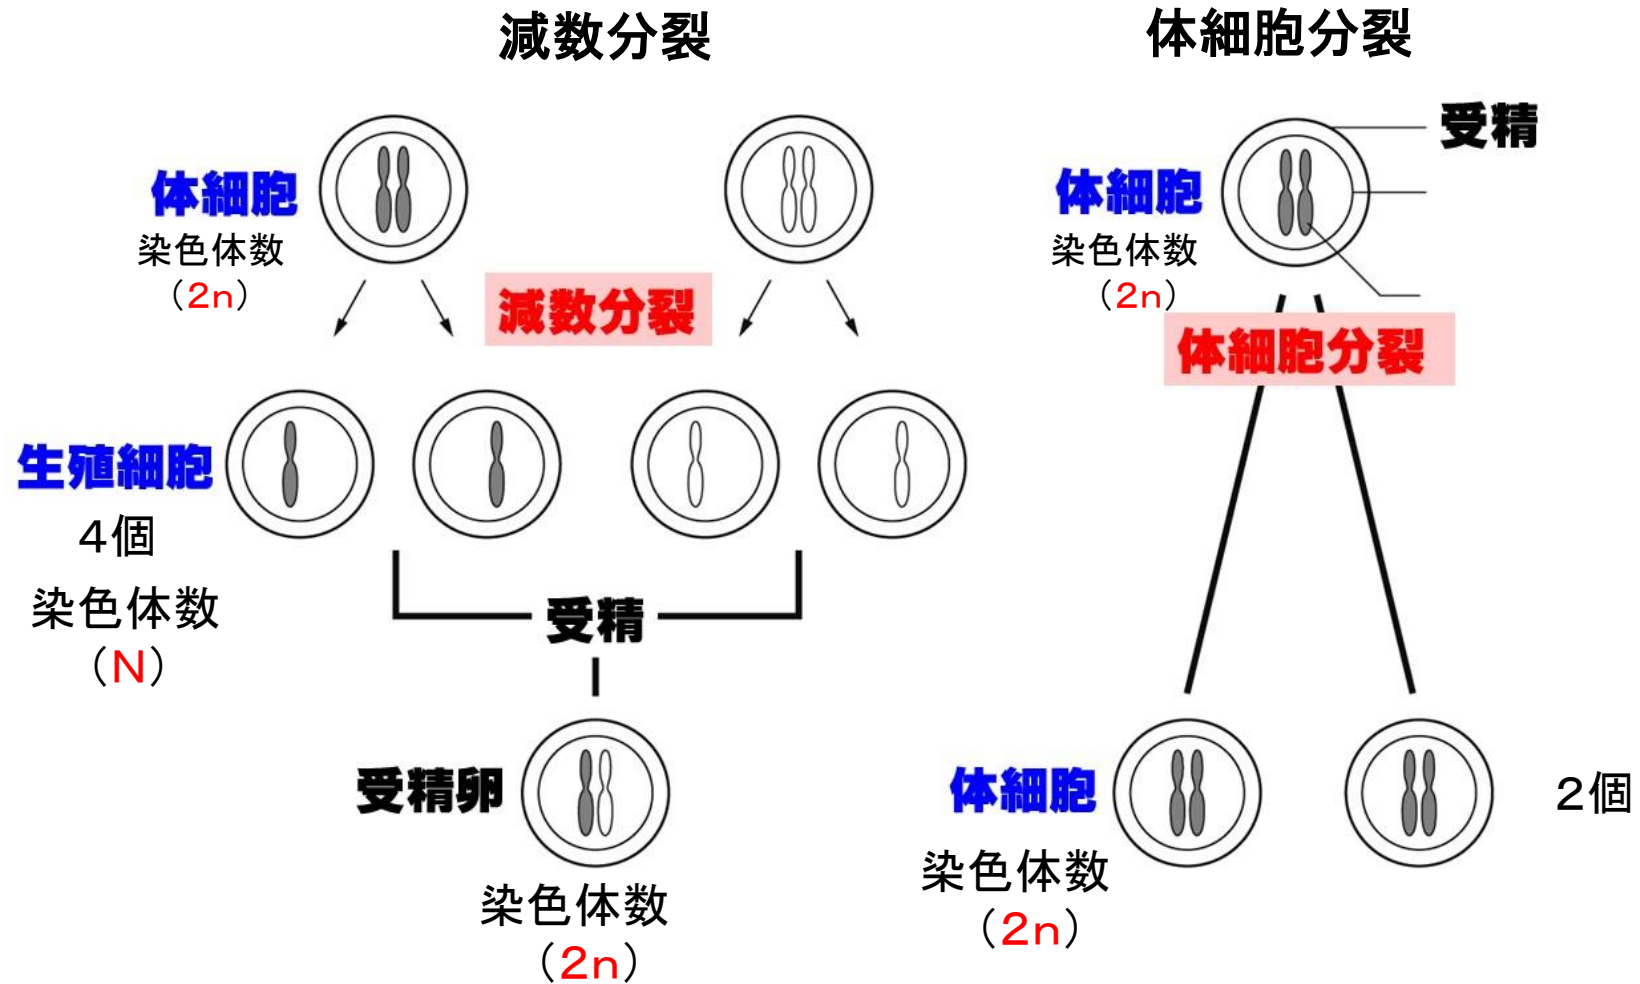 減数分裂
体細胞
染色体数
（2n）
減数分裂
生殖細胞
4個
染色体数
（N）
受精
受精卵
染色体数
（2n）
体細胞分裂
受精
体細胞
染色体数
（2n）
体細胞分裂
体細胞
2個
染色体数
（2n）